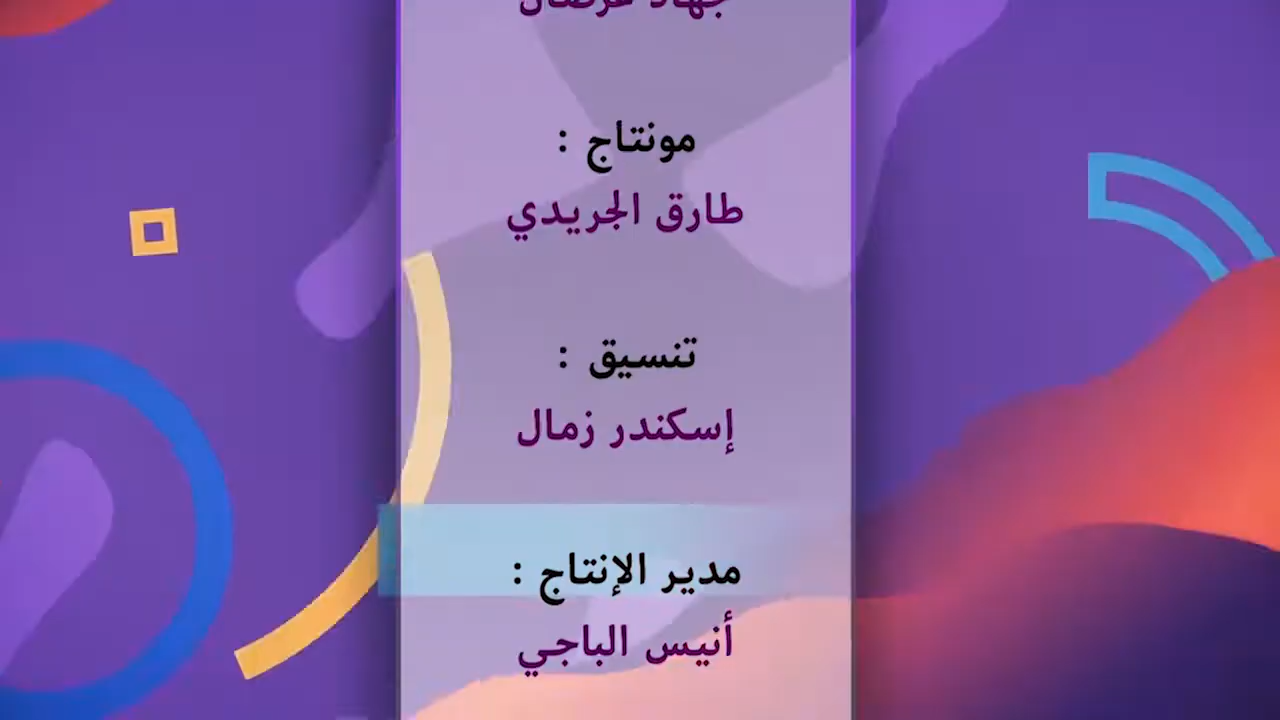 مونتاج :
طارق الجريدي
تنسيق :
إسكندر زمال
مدير الإنتاج :
أنيس الباجي